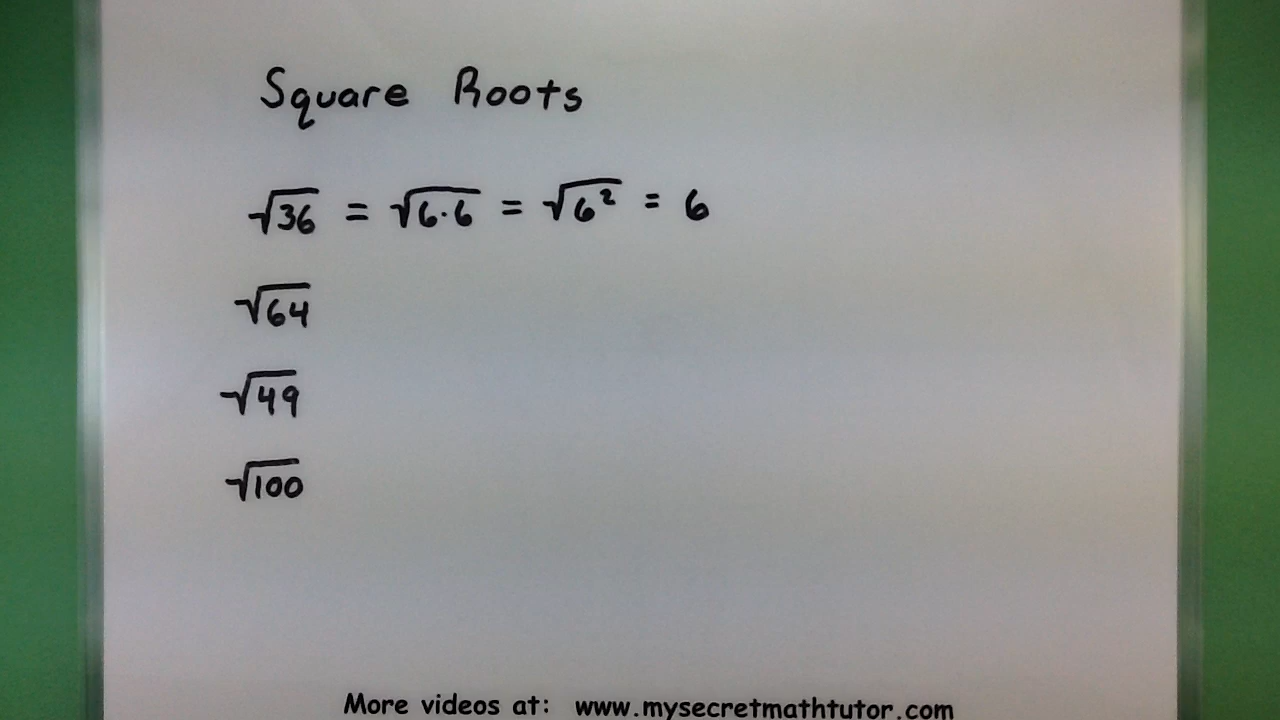 Square Roots
√36 = √6·6 = √6² = 6
√64
√49
√100
More videos at: www.mysecretmathtutor.com